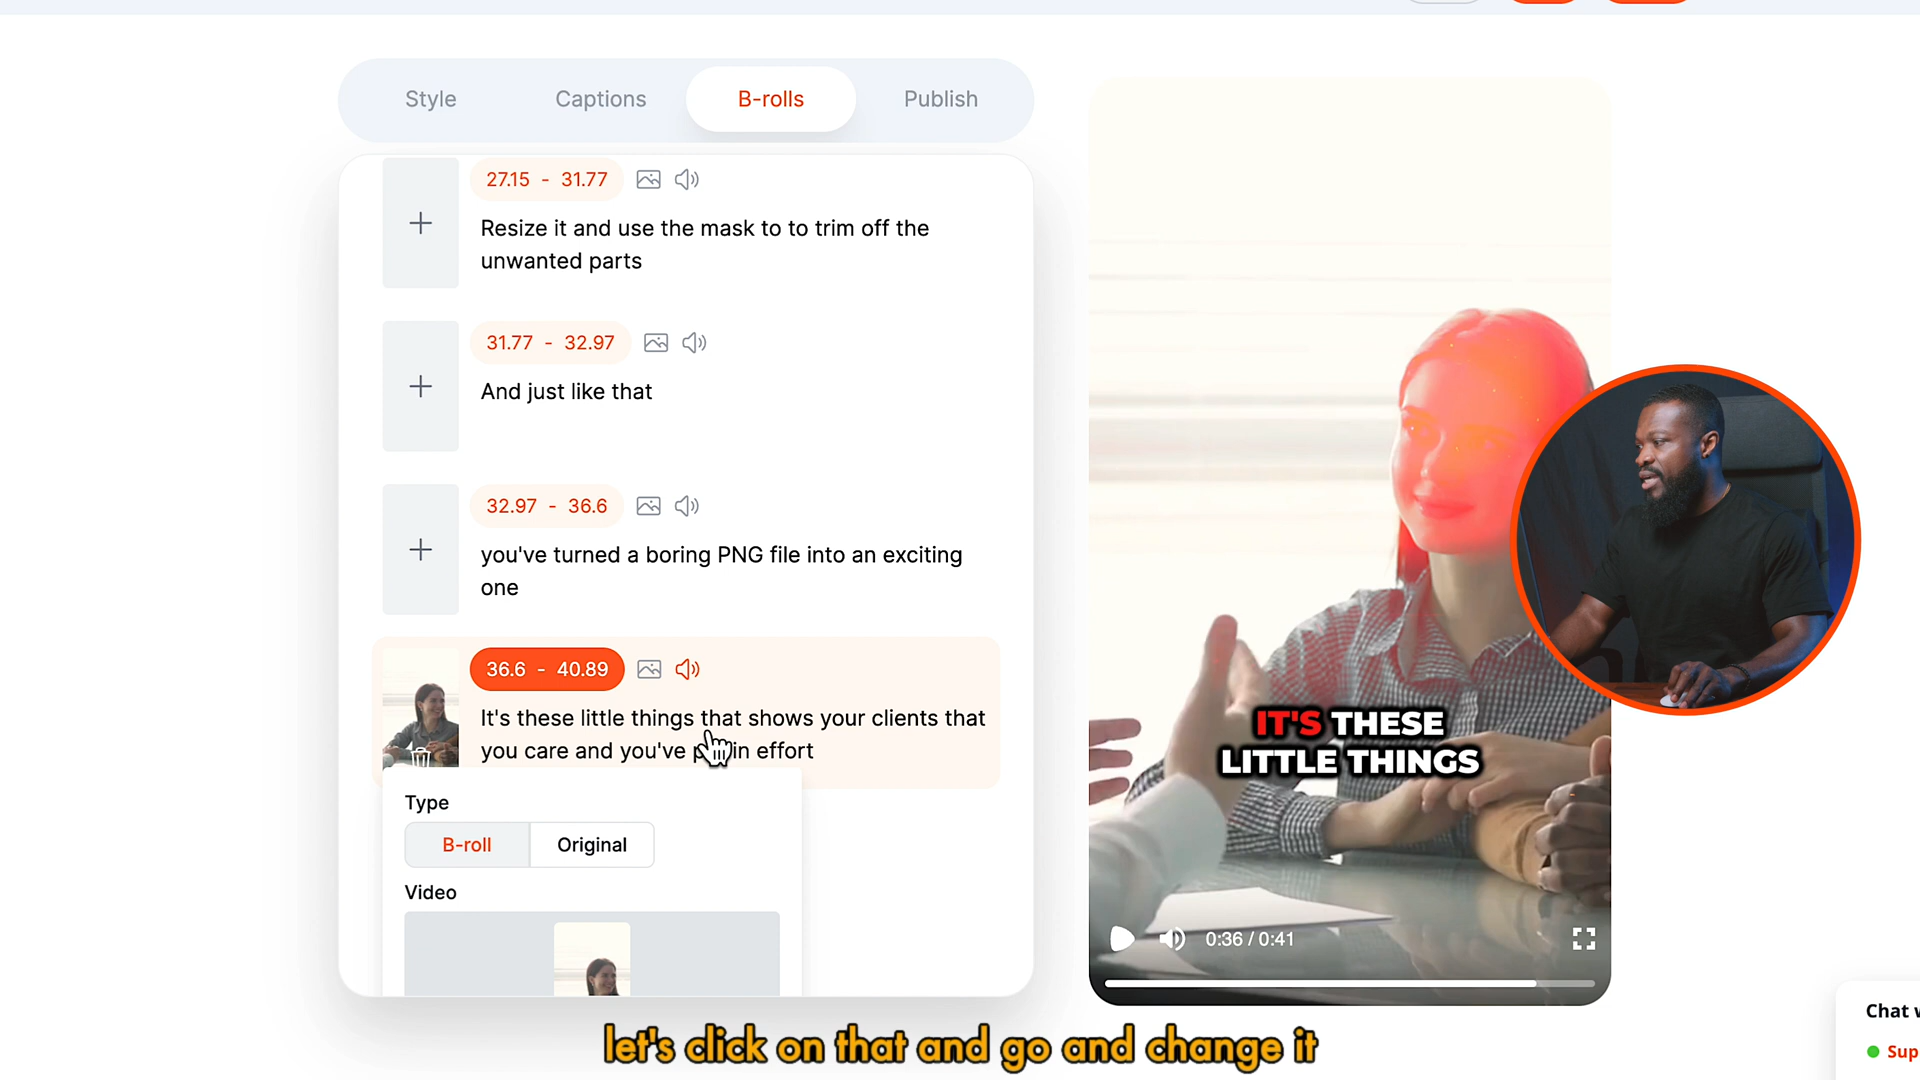 Style
Captions
B-rolls
Publish
27.15 - 31.77
Resize it and use the mask to to trim off the
unwanted parts
31.77 - 32.97
And just like that
32.97 - 36.6
you've turned a boring PNG file into an exciting
one
36.6 - 40.89
It's these little things that shows your clients that
you care and you've p in effort
Type
B-roll
Original
Video
IT'S THESE
LITTLE THINGS
0:36 / 0:41
Chat
Sup
let's click on that and go and change it